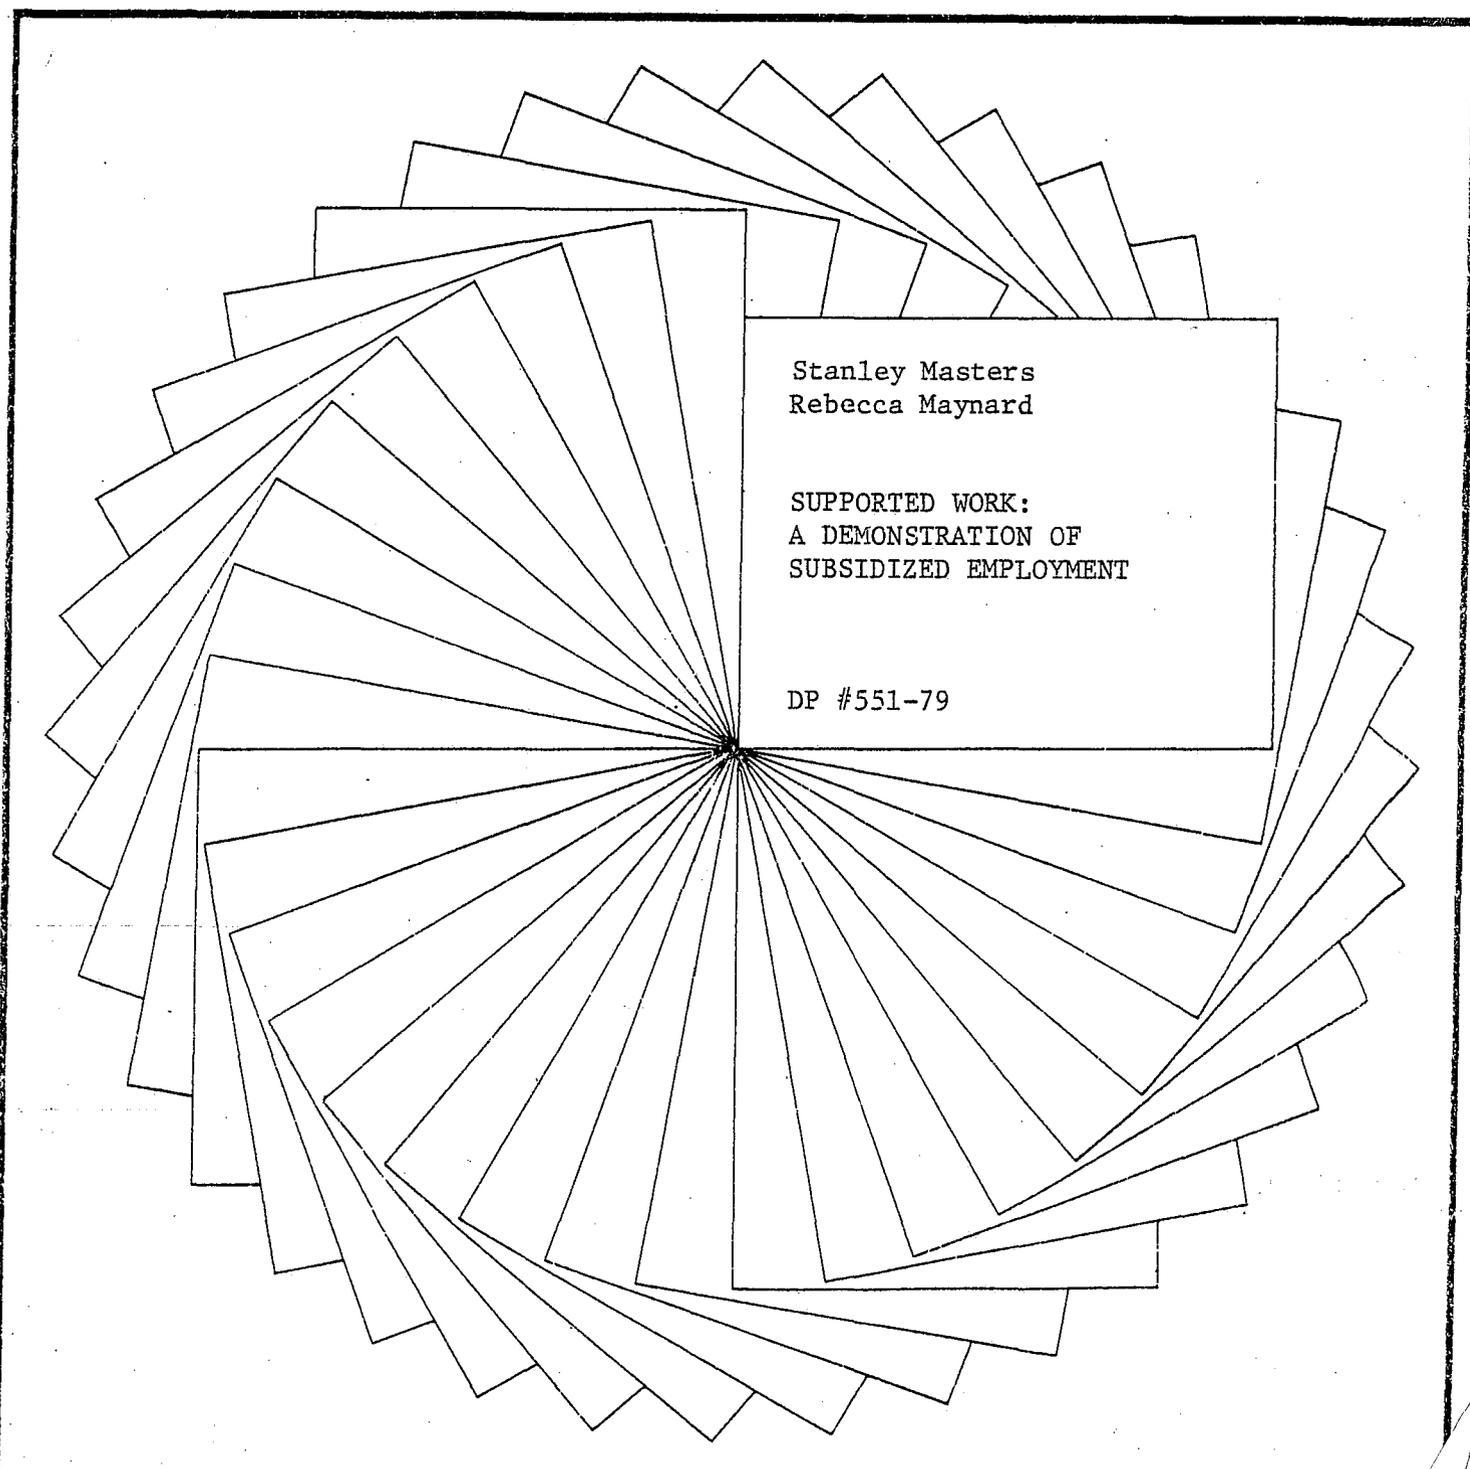 Stanley Masters
Rebecca Maynard
SUPPORTED WORK:
A DEMONSTRATION OF
SUBSIDIZED EMPLOYMENT
DP #551-79